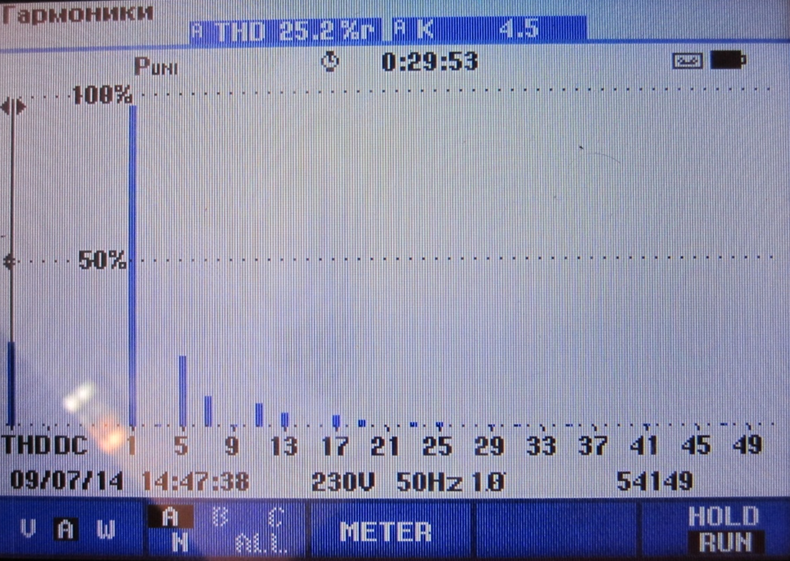 Гармоники
A THD 25.2 %r A K 4.5
PUNI 0:29:53
100%
50%
THD DC 1 5 9 13 17 21 25 29 33 37 41 45 49
09/07/14 14:47:38 230V 50Hz 1Ø 54149
V A W A B C METER HOLD
N ALL RUN